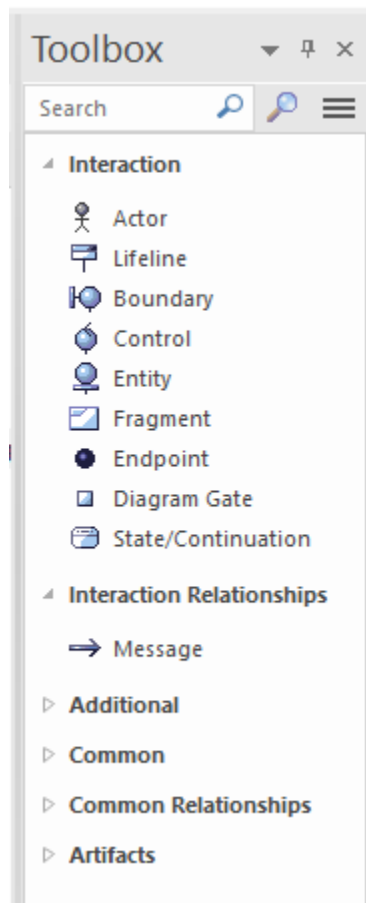 Toolbox
Search
Interaction
Actor
Lifeline
Boundary
Control
Entity
Fragment
Endpoint
Diagram Gate
State/Continuation
Interaction Relationships
Message
Additional
Common
Common Relationships
Artifacts